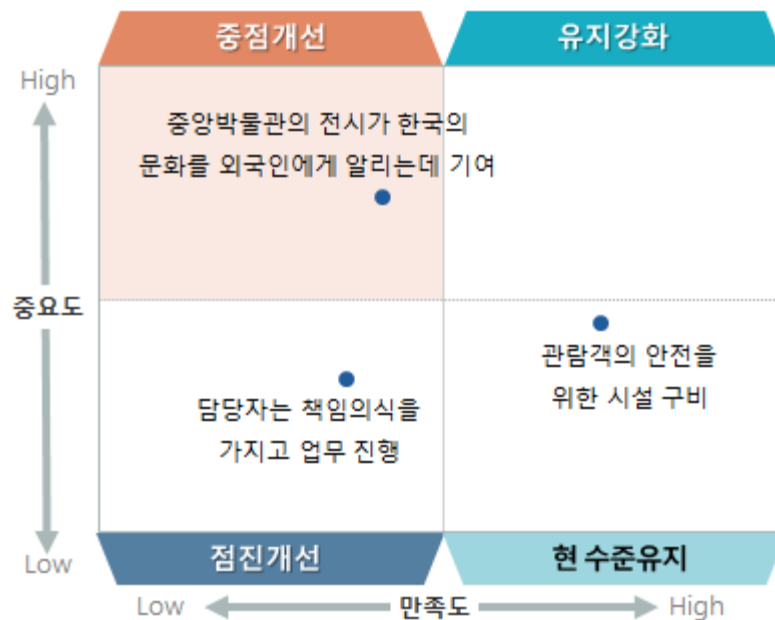 중점개선
유지강화
High
중앙박물관의 전시가 한국의
문화를 외국인에게 알리는데 기여
중요도
관람객의 안전을
위한 시설 구비
담당자는 책임의식을
가지고 업무 진행
Low
점진개선
현 수준유지
Low
만족도
High